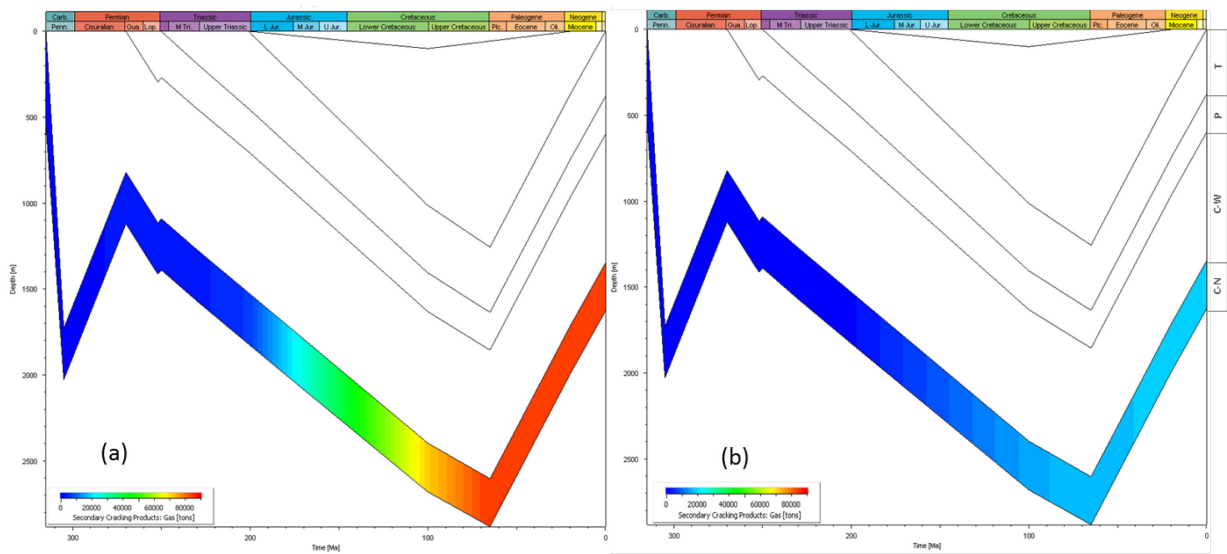 Carb. Permian Triassic Jurassic Cretaceous Paleogene Neogene
Penn. Cisuralian Gua. Lop. M Tri. Upper Triassic L Jur. M Jur. U Jur. Lower Cretaceous Upper Cretaceous Plc. Eocene Oli. Miocene
0
500
1000
1500
2000
2500
Depth [m]
(a)
0 20000 40000 60000 80000
Secondary Cracking Products: Gas [tons]
300 200 100 0
Time [Ma]
Carb. Permian Triassic Jurassic Cretaceous Paleogene Neogene
Penn. Cisuralian Gua. Lop. M Tri. Upper Triassic L Jur. M Jur. U Jur. Lower Cretaceous Upper Cretaceous Plc. Eocene Oli. Miocene
0
500
1000
1500
2000
2500
Depth [m]
(b)
0 20000 40000 60000 80000
Secondary Cracking Products: Gas [tons]
300 200 100 0
Time [Ma]
T
P
C-W
C-N